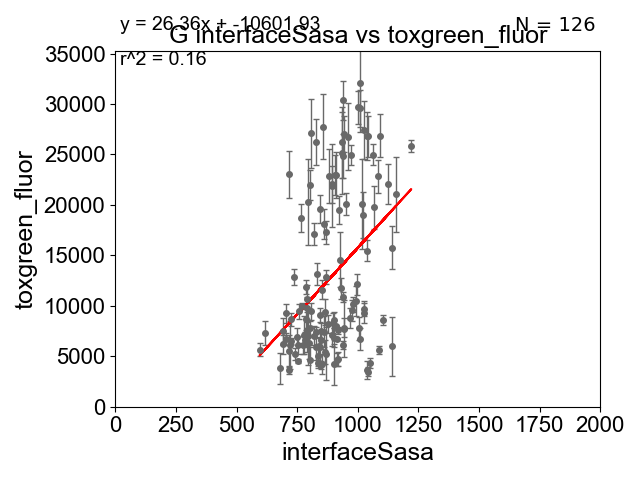 y = 26.36x + -10601.93
N = 126
G interfaceSasa vs toxgreen_fluor
r^2 = 0.16
35000
30000
25000
20000
15000
10000
5000
0
toxgreen_fluor
0 250 500 750 1000 1250 1500 1750 2000
interfaceSasa